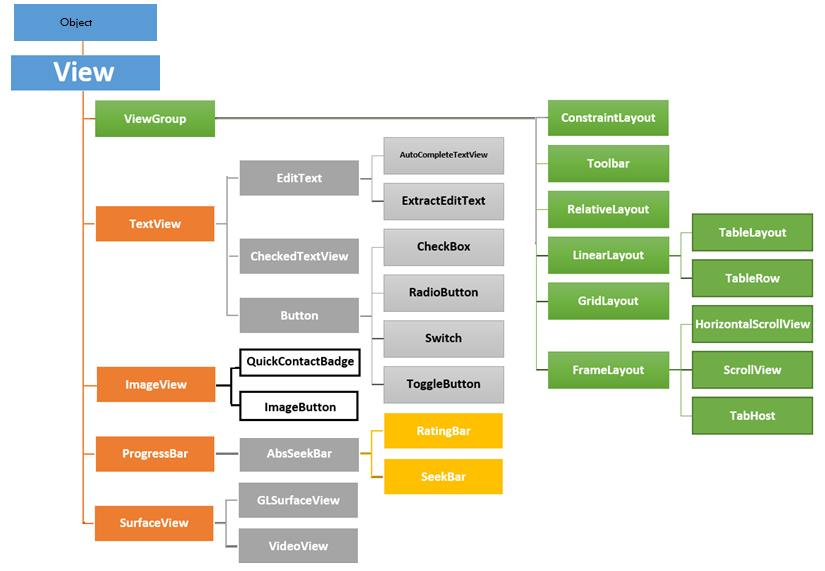 Object
View
ViewGroup
ConstraintLayout
AutoCompleteTextView
Toolbar
EditText
ExtractEditText
RelativeLayout
TextView
TableLayout
CheckBox
CheckedTextView
LinearLayout
TableRow
RadioButton
GridLayout
Button
HorizontalScrollView
Switch
QuickContactBadge
FrameLayout
ScrollView
ImageView
ToggleButton
ImageButton
TabHost
RatingBar
ProgressBar
AbsSeekBar
SeekBar
GLSurfaceView
SurfaceView
VideoView